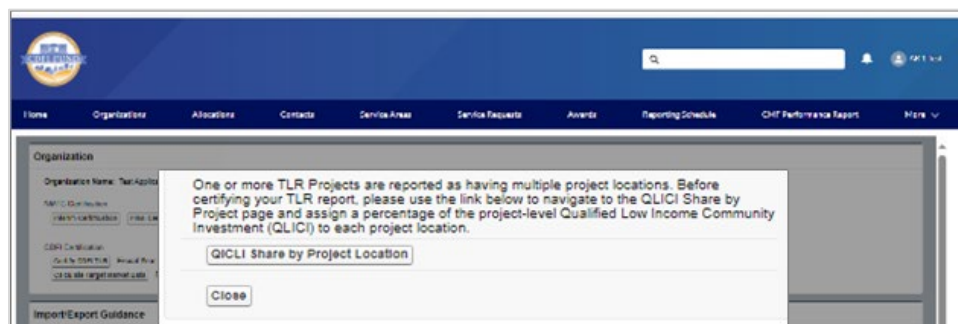 Home Organizations Allocations Contacts Service Areas Service Requests Awards Reporting Schedule CMF Performance Report More
Organization
Organization Name: Test
One or more TLR Projects are reported as having multiple project locations. Before
certifying your TLR report, please use the link below to navigate to the QLICI Share by
Project page and assign a percentage of the project-level Qualified Low Income Community
Investment (QLICI) to each project location.
QICLI Share by Project Location
Close
Import/Export Guidance